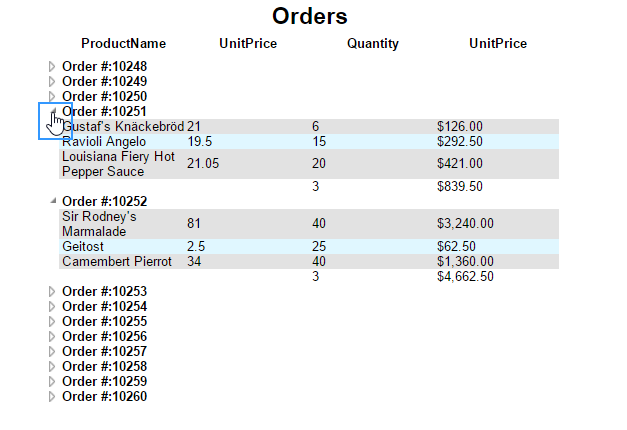 Orders
ProductName UnitPrice Quantity UnitPrice
Order #:10248
Order #:10249
Order #:10250
Order #:10251
Gustaf's Knäckebröd 21 6 $126.00
Ravioli Angelo 19.5 15 $292.50
Louisiana Fiery Hot
Pepper Sauce 21.05 20 $421.00
3 $839.50
Order #:10252
Sir Rodney's
Marmalade 81 40 $3,240.00
Geitost 2.5 25 $62.50
Camembert Pierrot 34 40 $1,360.00
3 $4,662.50
Order #:10253
Order #:10254
Order #:10255
Order #:10256
Order #:10257
Order #:10258
Order #:10259
Order #:10260